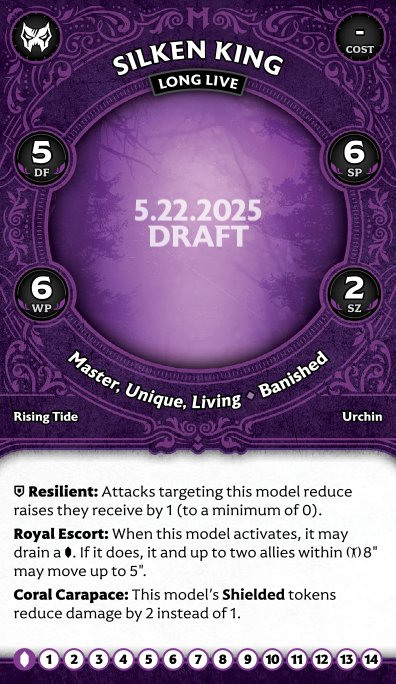 -
COST
SILKEN KING
LONG LIVE
5
DF
6
SP
5.22.2025
DRAFT
6
WP
2
SZ
Master, Unique, Living ◆ Banished
Rising Tide
Urchin
Resilient: Attacks targeting this model reduce
raises they receive by 1 (to a minimum of 0).
Royal Escort: When this model activates, it may
drain a . If it does, it and up to two allies within 8"
may move up to 5".
Coral Carapace: This model's Shielded tokens
reduce damage by 2 instead of 1.
1 2 3 4 5 6 7 8 9 10 11 12 13 14